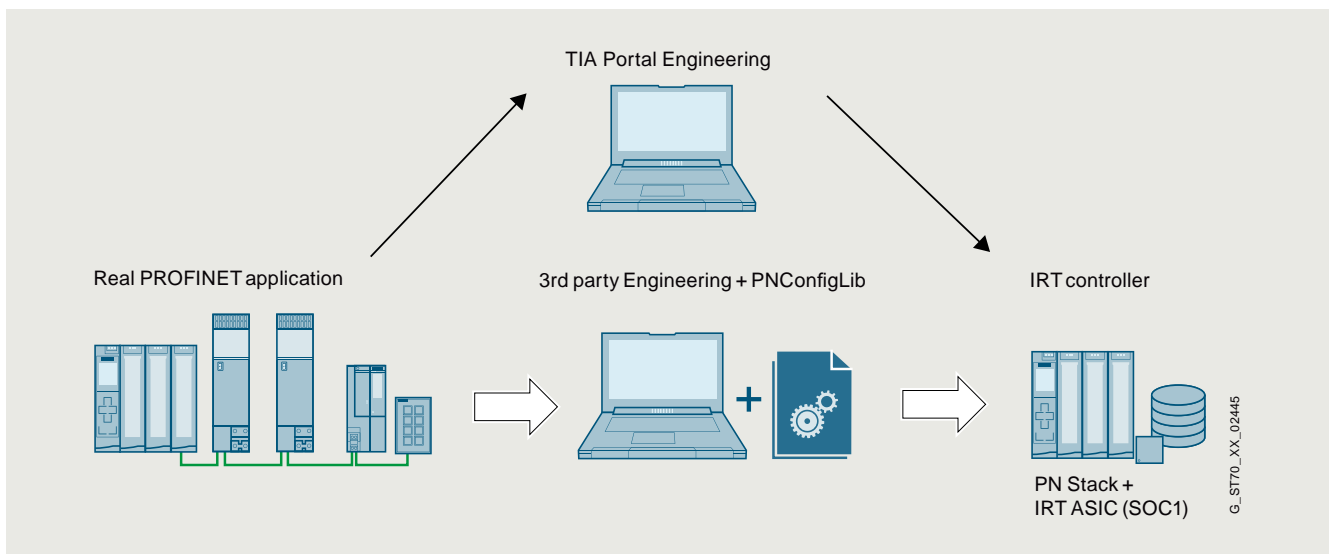 TIA Portal Engineering
Real PROFINET application
3rd party Engineering + PNConfigLib
IRT controller
+
PN Stack +
IRT ASIC (SOC1)
G_ST70_XX_02445